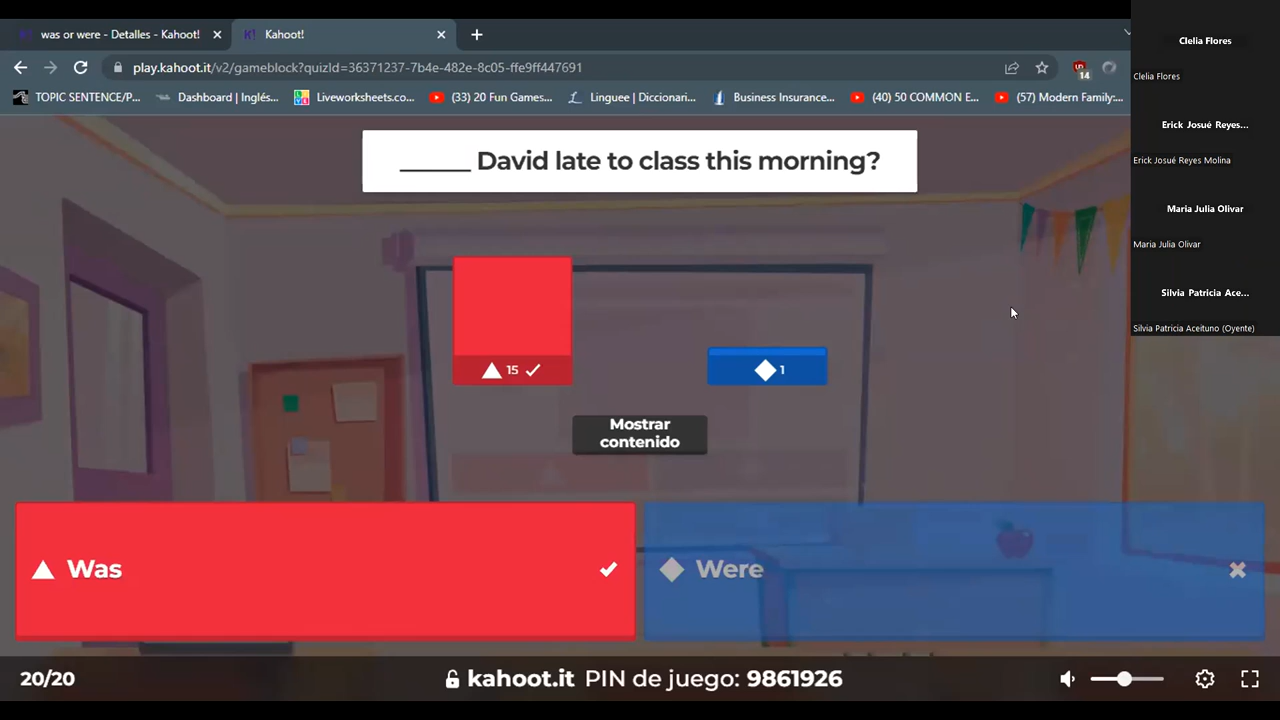 was or were - Detalles - Kahoot!
Kahoot!
play.kahoot.it/v2/gameblock?quizId=36371237-7b4e-482e-8c05-ffe9ff447691
14
TOPIC SENTENCE/P...
Dashboard | Inglés...
Liveworksheets.co...
(33) 20 Fun Games...
Linguee | Diccionari...
Business Insurance...
(40) 50 COMMON E...
(57) Modern Family:...
Clelia Flores
Clelia Flores
Erick Josué Reyes...
Erick Josué Reyes Molina
Maria Julia Olivar
Maria Julia Olivar
Silvia Patricia Ace...
Silvia Patricia Aceituno (Oyente)
______ David late to class this morning?
15
1
Mostrar
contenido
Was
Were
20/20
kahoot.it PIN de juego: 9861926